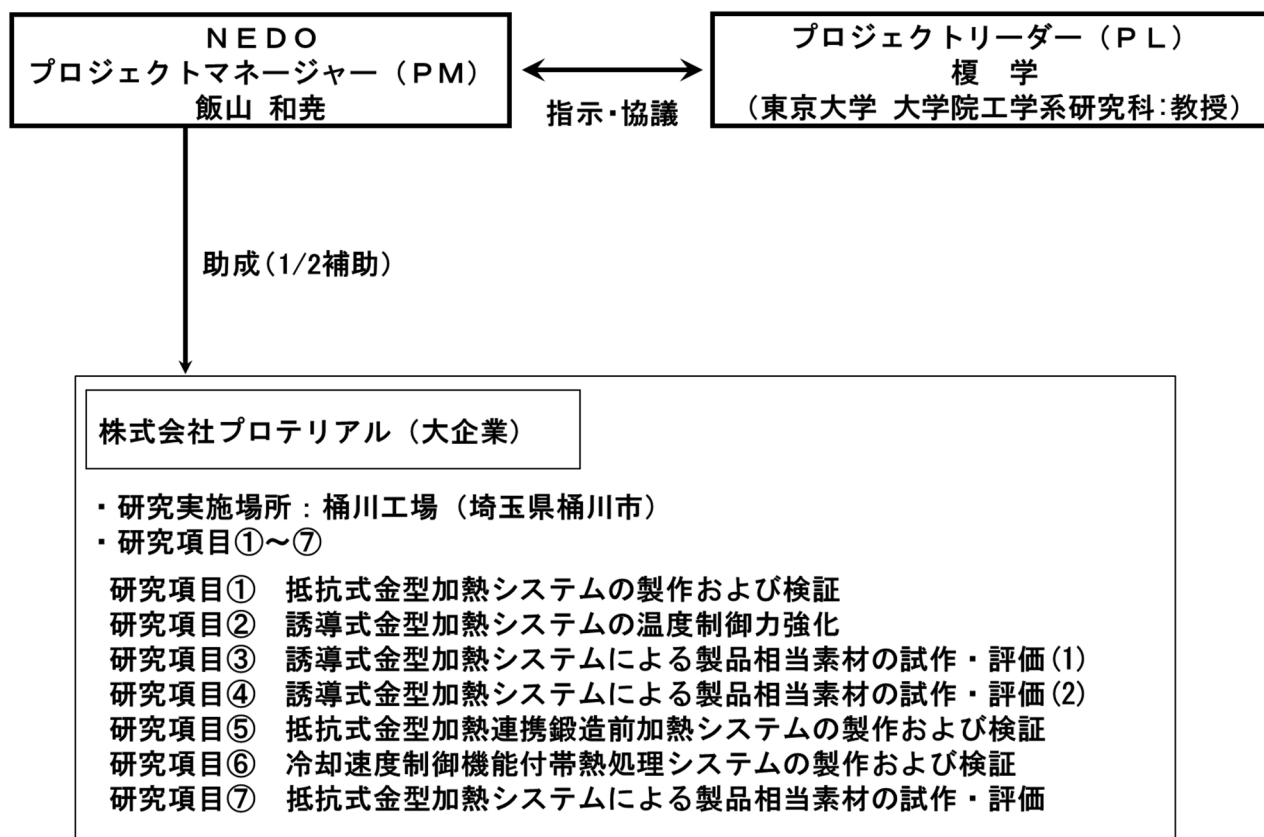 ＮＥＤＯ
プロジェクトマネージャー（ＰＭ）
飯山 和尭
プロジェクトリーダー（ＰＬ）
榎 学
（東京大学 大学院工学系研究科：教授）
指示・協議
助成（1/2補助）
株式会社プロテリアル（大企業）
・研究実施場所：桶川工場（埼玉県桶川市）
・研究項目①～⑦
研究項目① 抵抗式金型加熱システムの製作および検証
研究項目② 誘導式金型加熱システムの温度制御力強化
研究項目③ 誘導式金型加熱システムによる製品相当素材の試作・評価(1)
研究項目④ 誘導式金型加熱システムによる製品相当素材の試作・評価(2)
研究項目⑤ 抵抗式金型加熱連携鍛造前加熱システムの製作および検証
研究項目⑥ 冷却速度制御機能付帯熱処理システムの製作および検証
研究項目⑦ 抵抗式金型加熱システムによる製品相当素材の試作・評価